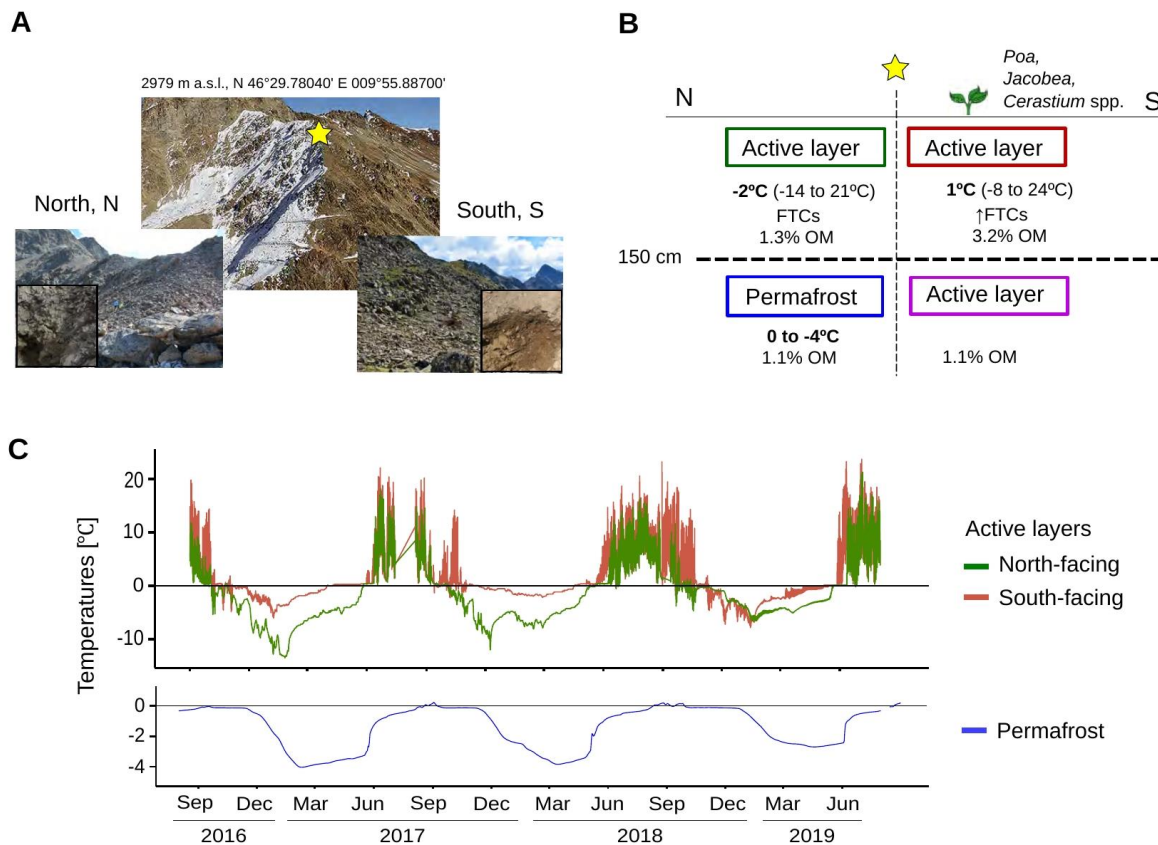 A
2979 m a.s.l., N 46°29.78040' E 009°55.88700'
North, N
South, S
B
Poa,
Jacobea,
Cerastium spp.
N
S
Active layer
Active layer
-2ºC (-14 to 21ºC)
1ºC (-8 to 24ºC)
FTCs
↑FTCs
1.3% OM
3.2% OM
150 cm
Permafrost
Active layer
0 to -4ºC
1.1% OM
1.1% OM
C
Temperatures [°C]
20
10
0
-10
Active layers
North-facing
South-facing
0
-2
-4
Permafrost
Sep Dec Mar Jun Sep Dec Mar Jun Sep Dec Mar Jun
2016 2017 2018 2019